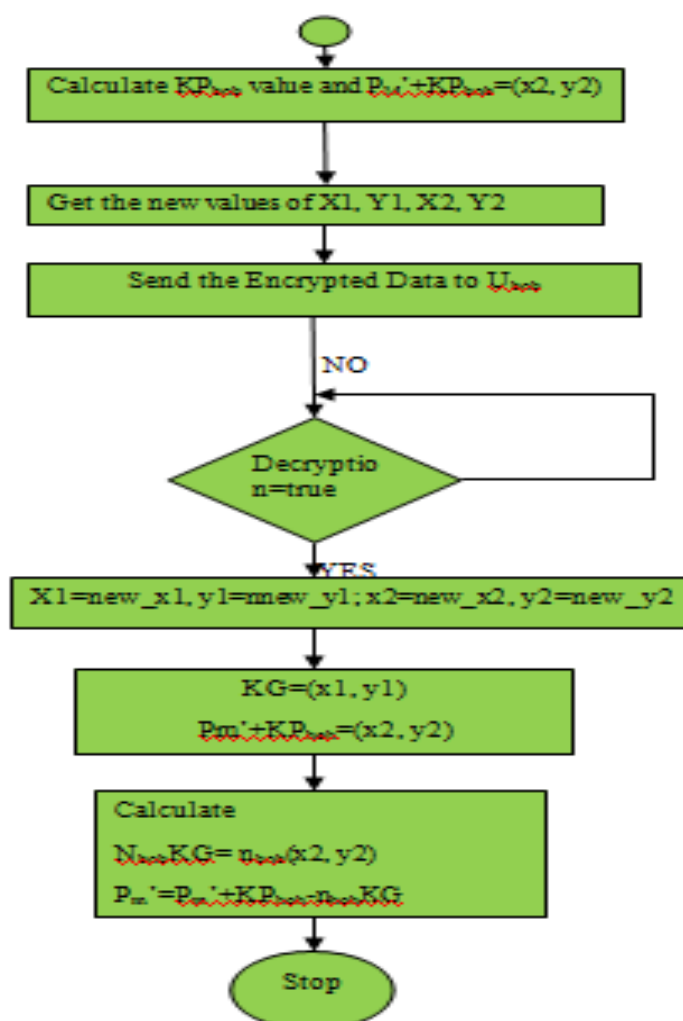 Calculate KPbob value and PM'+KPbob=(x2, y2)
Get the new values of X1, Y1, X2, Y2
Send the Encrypted Data to Ubob
NO
Decryptio
n=true
YES
X1=new_x1, y1=nnew_y1; x2=new_x2, y2=new_y2
KG=(x1, y1)
Pm'+KPbob=(x2, y2)
Calculate
NbobKG= nbob(x2, y2)
Pm'=Pm'+KPbob-nbobKG
Stop